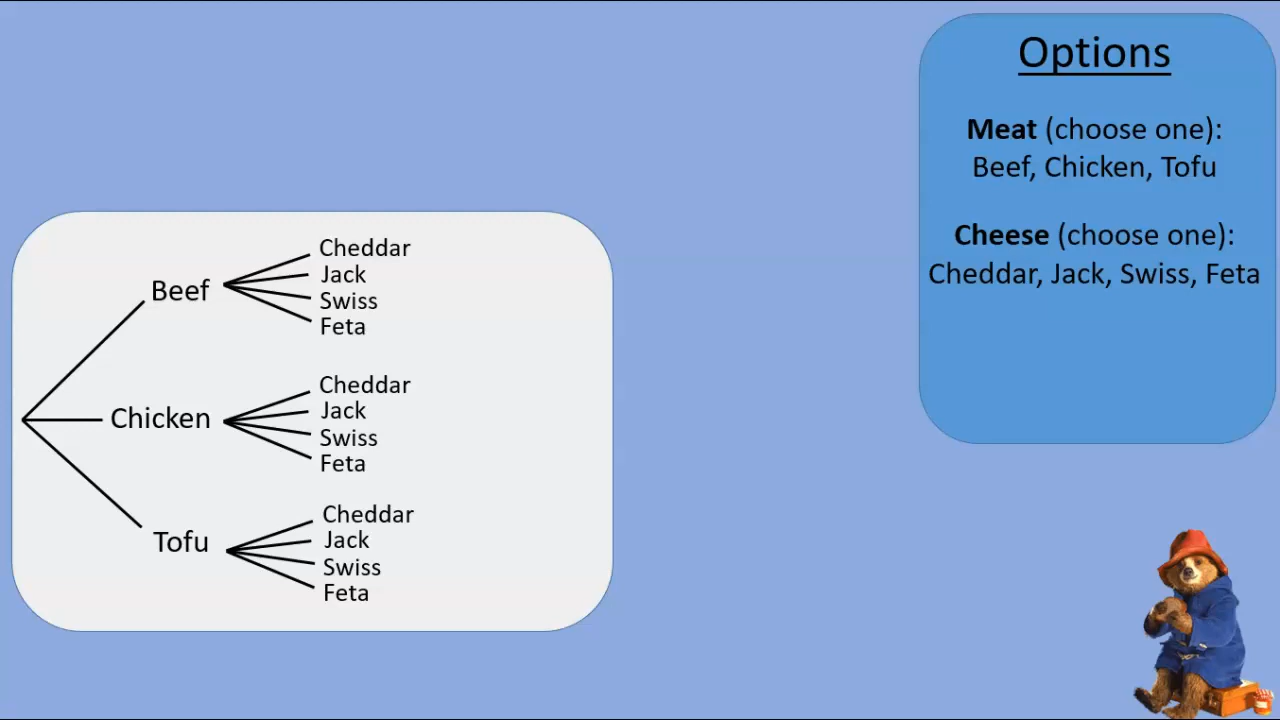 Options
Meat (choose one):
Beef, Chicken, Tofu
Cheese (choose one):
Cheddar, Jack, Swiss, Feta
Beef
Cheddar
Jack
Swiss
Feta
Chicken
Cheddar
Jack
Swiss
Feta
Tofu
Cheddar
Jack
Swiss
Feta